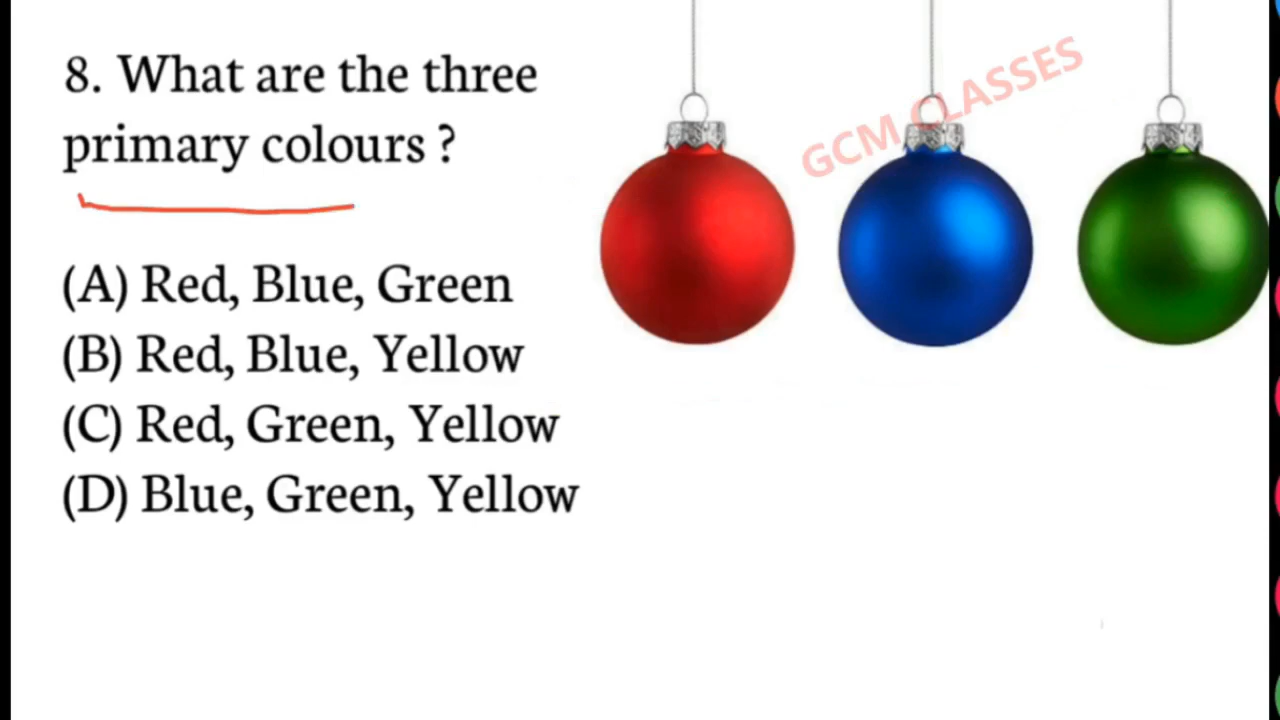 8. What are the three
primary colours ?
GCM CLASSES
(A) Red, Blue, Green
(B) Red, Blue, Yellow
(C) Red, Green, Yellow
(D) Blue, Green, Yellow